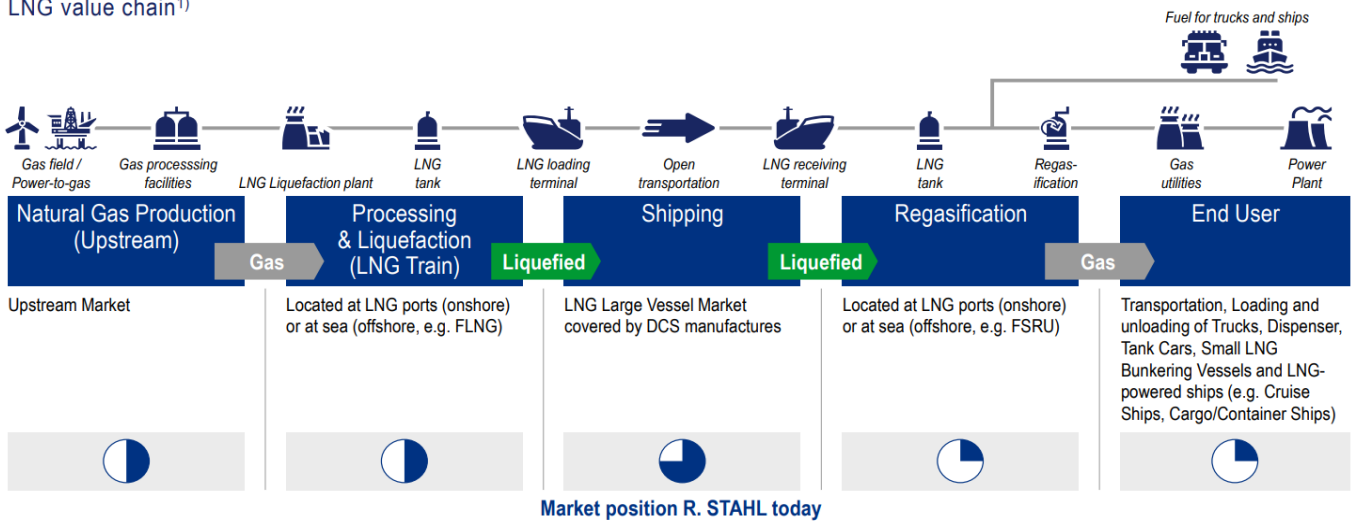 LNG value chain1)
Fuel for trucks and ships
Gas field /
Power-to-gas
Gas processsing
facilities
LNG Liquefaction plant
LNG
tank
LNG loading
terminal
Open
transportation
LNG receiving
terminal
LNG
tank
Regas-
ification
Gas
utilities
Power
Plant
Natural Gas Production
(Upstream)
Gas
Processing
& Liquefaction
(LNG Train)
Liquefied
Shipping
Liquefied
Regasification
Gas
End User
Upstream Market
Located at LNG ports (onshore)
or at sea (offshore, e.g. FLNG)
LNG Large Vessel Market
covered by DCS manufactures
Located at LNG ports (onshore)
or at sea (offshore, e.g. FSRU)
Transportation, Loading and
unloading of Trucks, Dispenser,
Tank Cars, Small LNG
Bunkering Vessels and LNG-
powered ships (e.g. Cruise
Ships, Cargo/Container Ships)
Market position R. STAHL today